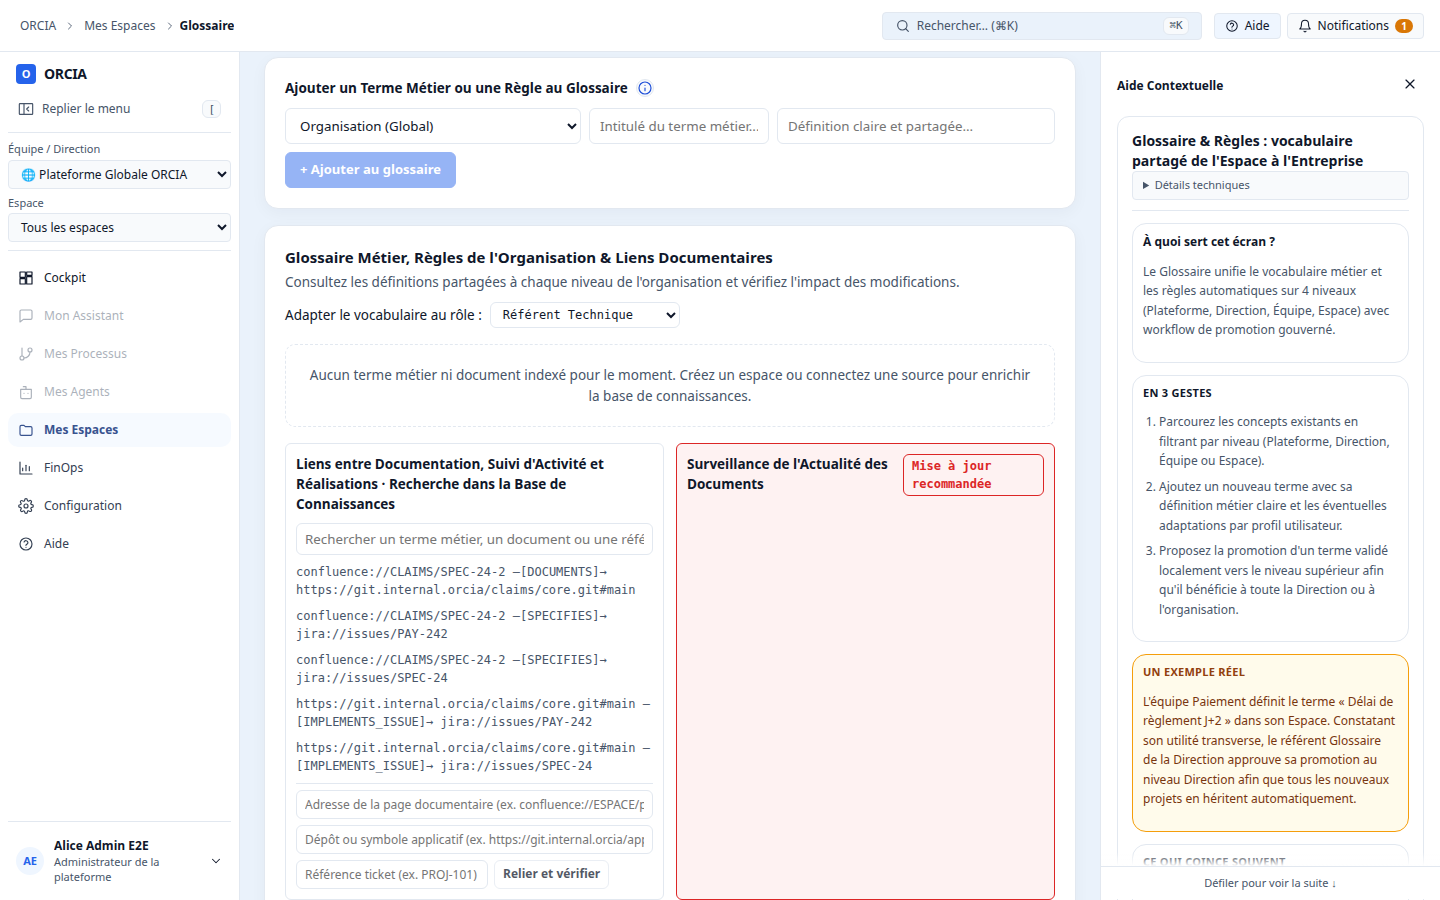 ORCIA
Mes Espaces
Glossaire
Rechercher... (⌘K)
⌘K
Aide
Notifications
1
O
ORCIA
Replier le menu
[
Équipe / Direction
🌐 Plateforme Globale ORCIA
Espace
Tous les espaces
Cockpit
Mon Assistant
Mes Processus
Mes Agents
Mes Espaces
FinOps
Configuration
Aide
AE
Alice Admin E2E
Administrateur de la
plateforme
Ajouter un Terme Métier ou une Règle au Glossaire
Organisation (Global)
Intitulé du terme métier...
Définition claire et partagée...
+ Ajouter au glossaire
Glossaire Métier, Règles de l'Organisation & Liens Documentaires
Consultez les définitions partagées à chaque niveau de l'organisation et vérifiez l'impact des modifications.
Adapter le vocabulaire au rôle :
Référent Technique
Aucun terme métier ni document indexé pour le moment. Créez un espace ou connectez une source pour enrichir
la base de connaissances.
Liens entre Documentation, Suivi d'Activité et
Réalisations · Recherche dans la Base de
Connaissances
Rechercher un terme métier, un document ou une réfé
confluence://CLAIMS/SPEC-24-2 —[DOCUMENTS]→
https://git.internal.orcia/claims/core.git#main
confluence://CLAIMS/SPEC-24-2 —[SPECIFIES]→
jira://issues/PAY-242
confluence://CLAIMS/SPEC-24-2 —[SPECIFIES]→
jira://issues/SPEC-24
https://git.internal.orcia/claims/core.git#main —
[IMPLEMENTS_ISSUE]→ jira://issues/PAY-242
https://git.internal.orcia/claims/core.git#main —
[IMPLEMENTS_ISSUE]→ jira://issues/SPEC-24
Adresse de la page documentaire (ex. confluence://ESPACE/p
Dépôt ou symbole applicatif (ex. https://git.internal.orcia/app
Référence ticket (ex. PROJ-101)
Relier et vérifier
Surveillance de l'Actualité des
Documents
Mise à jour
recommandée
Aide Contextuelle
Glossaire & Règles : vocabulaire
partagé de l'Espace à l'Entreprise
▶ Détails techniques
À quoi sert cet écran ?
Le Glossaire unifie le vocabulaire métier et
les règles automatiques sur 4 niveaux
(Plateforme, Direction, Équipe, Espace) avec
workflow de promotion gouverné.
EN 3 GESTES
1. Parcourez les concepts existants en
filtrant par niveau (Plateforme, Direction,
Équipe ou Espace).
2. Ajoutez un nouveau terme avec sa
définition métier claire et les éventuelles
adaptations par profil utilisateur.
3. Proposez la promotion d'un terme validé
localement vers le niveau supérieur afin
qu'il bénéficie à toute la Direction ou à
l'organisation.
UN EXEMPLE RÉEL
L'équipe Paiement définit le terme « Délai de
règlement J+2 » dans son Espace. Constatant
son utilité transverse, le référent Glossaire
de la Direction approuve sa promotion au
niveau Direction afin que tous les nouveaux
projets en héritent automatiquement.
CE QUI COINCE SOUVENT
Défiler pour voir la suite ↓